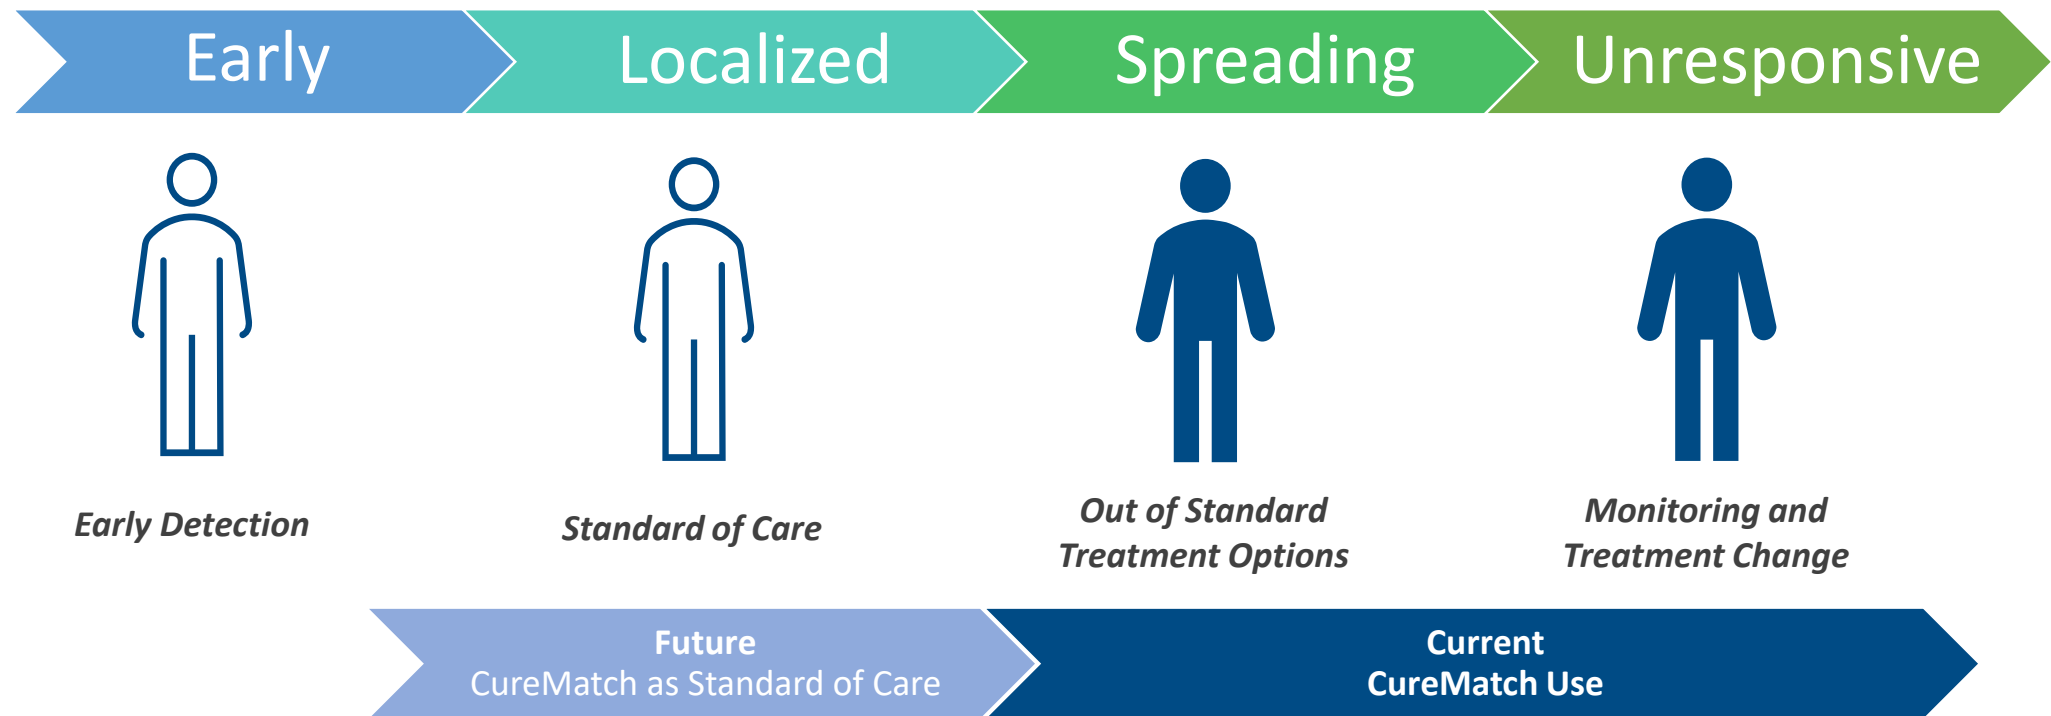 Early
Localized
Spreading
Unresponsive
Early Detection
Standard of Care
Out of Standard
Treatment Options
Monitoring and
Treatment Change
Future
CureMatch as Standard of Care
Current
CureMatch Use